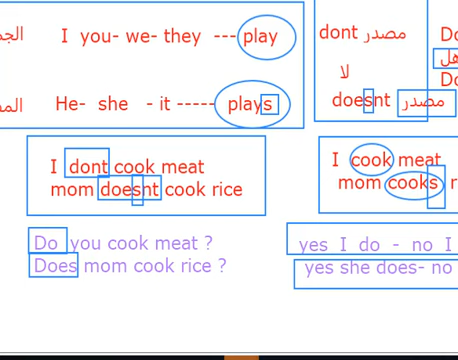 I you- we- they --- play
He- she - it ----- plays
dont مصدر
لا
doesnt مصدر
هل
I dont cook meat
mom doesnt cook rice
I cook meat
mom cooks
Do you cook meat ?
Does mom cook rice ?
yes I do - no I
yes she does- no